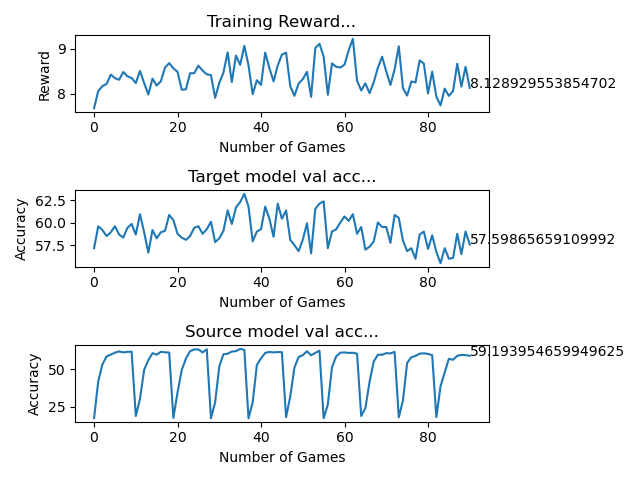 Training Reward...
Reward
9
8
8.128929553854702
0 20 40 60 80
Number of Games
Target model val acc...
Accuracy
62.5
60.0
57.5
57.59865659109992
0 20 40 60 80
Number of Games
Source model val acc...
Accuracy
50
25
59.193954659949625
0 20 40 60 80
Number of Games